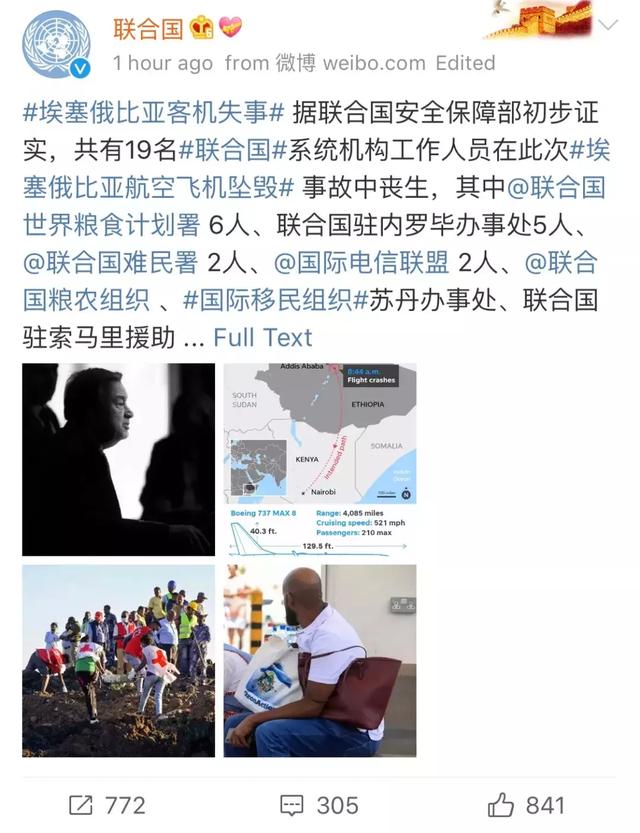 联合国
1 hour ago from 微博 weibo.com Edited
#埃塞俄比亚客机失事# 据联合国安全保障部初步证
实，共有19名#联合国#系统机构工作人员在此次#埃
塞俄比亚航空飞机坠毁# 事故中丧生，其中@联合国
世界粮食计划署 6人、联合国驻内罗毕办事处5人、
@联合国难民署 2人、@国际电信联盟 2人、@联合
国粮农组织 、#国际移民组织#苏丹办事处、联合国
驻索马里援助 ... Full Text
Addis Ababa
8:44 a.m.
Flight crashes
SOUTH
SUDAN
ETHIOPIA
SOMALIA
KENYA
Intended path
Indian
Ocean
Nairobi
N
Boeing 737 MAX 8
Range: 4,085 miles
Cruising speed: 521 mph
Passengers: 210 max
40.3 ft.
129.5 ft.
772
305
841